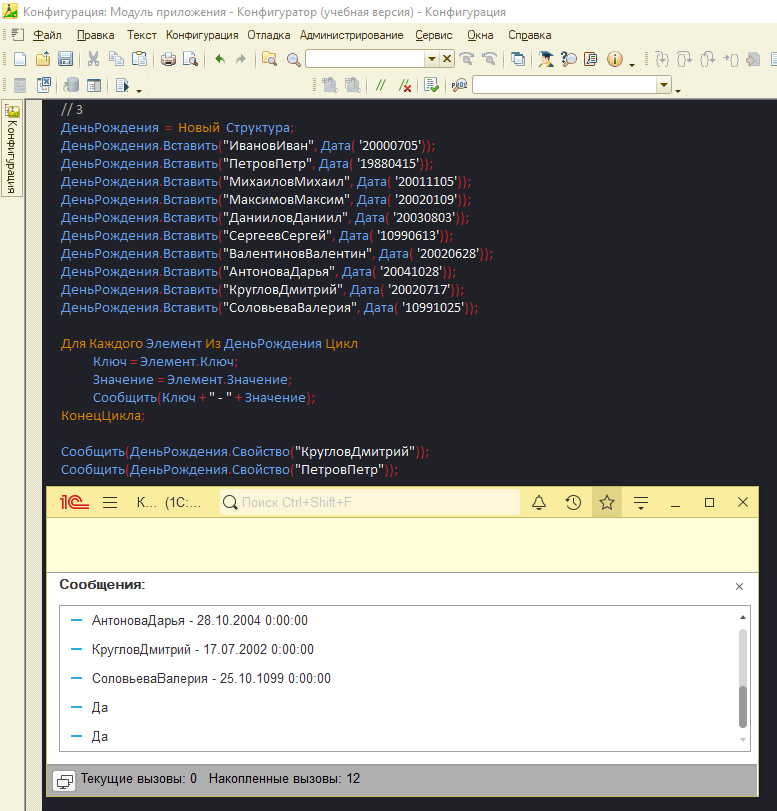 Конфигурация: Модуль приложения - Конфигуратор (учебная версия) - Конфигурация
Файл Правка Текст Конфигурация Отладка Администрирование Сервис Окна Справка
Конфигурация
// 3
ДеньРождения = Новый Структура;
ДеньРождения.Вставить("ИвановИван", Дата( '20000705'));
ДеньРождения.Вставить("ПетровПетр", Дата( '19880415'));
ДеньРождения.Вставить("МихаиловМихаил", Дата( '20011105'));
ДеньРождения.Вставить("МаксимовМаксим", Дата( '20020109'));
ДеньРождения.Вставить("ДанииловДаниил", Дата( '20030803'));
ДеньРождения.Вставить("СергеевСергей", Дата( '10990613'));
ДеньРождения.Вставить("ВалентиновВалентин", Дата( '20020628'));
ДеньРождения.Вставить("АнтоноваДарья", Дата( '20041028'));
ДеньРождения.Вставить("КругловДмитрий", Дата( '20020717'));
ДеньРождения.Вставить("СоловьеваВалерия", Дата( '10991025'));
Для Каждого Элемент Из ДеньРождения Цикл
Ключ = Элемент.Ключ;
Значение = Элемент.Значение;
Сообщить(Ключ + " - " + Значение);
КонецЦикла;
Сообщить(ДеньРождения.Свойство("КругловДмитрий"));
Сообщить(ДеньРождения.Свойство("ПетровПетр"));
1С К... (1С:... Поиск Ctrl+Shift+F
Сообщения:
АнтоноваДарья - 28.10.2004 0:00:00
КругловДмитрий - 17.07.2002 0:00:00
СоловьеваВалерия - 25.10.1099 0:00:00
Да
Да
Текущие вызовы: 0 Накопленные вызовы: 12